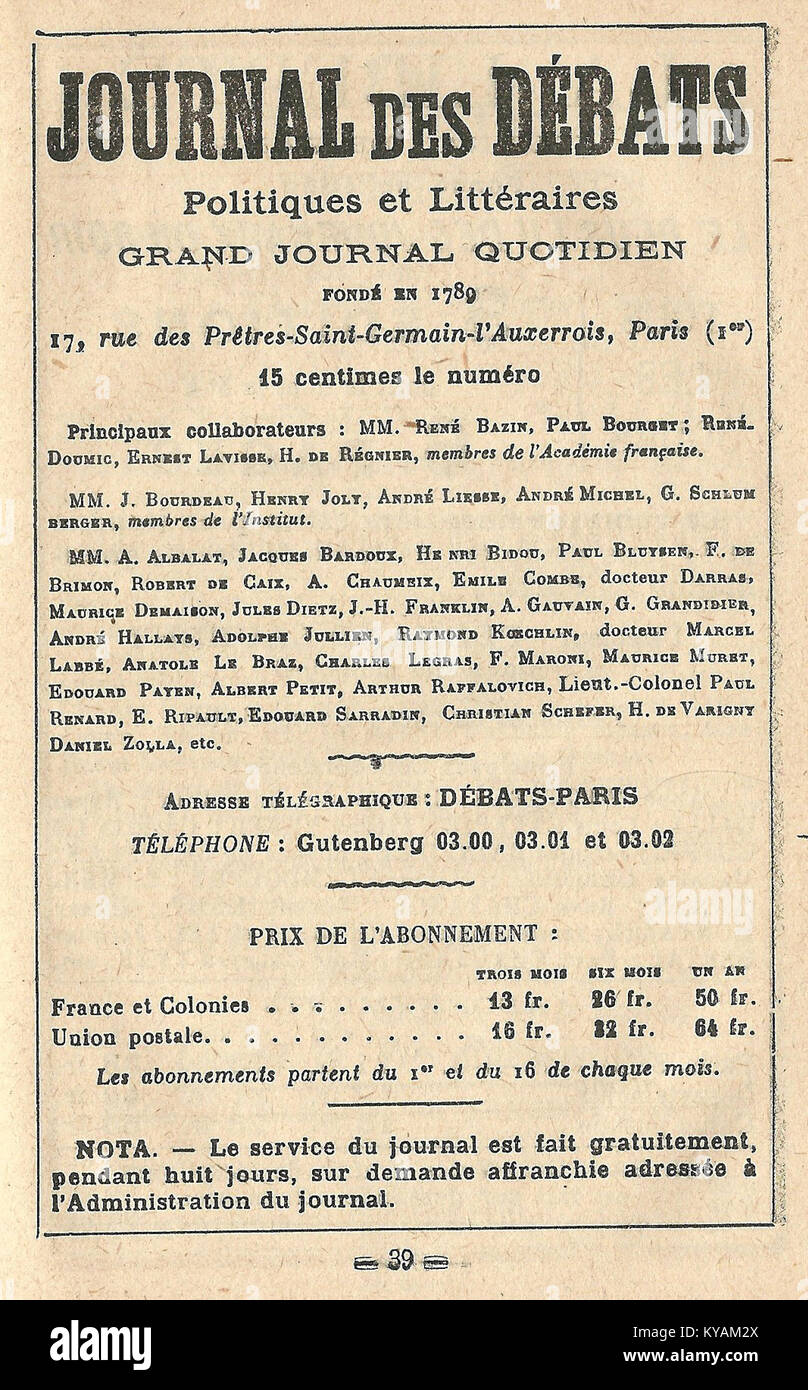 JOURNAL DES DÉBATS
Politiques et Littéraires
GRAND JOURNAL QUOTIDIEN
FONDÉ EN 1789
17, rue des Prêtres-Saint-Germain-l'Auxerrois, Paris (1er)
15 centimes le numéro
Principaux collaborateurs : MM. René Bazin, Paul Bourget ; René-
Doumic, Ernest Lavisse, H. de Régnier, membres de l'Académie française.
MM. J. Bourdeau, Henry Joly, André Liesse, André Michel, G. Schlum
berger, membres de l'Institut.
MM. A. Albalat, Jacques Bardoux, He nri Bidou, Paul Bluysen, F. de
Brimon, Robert de Caix, A. Chaumeix, Emile Combe, docteur Darras,
Maurice Demaison, Jules Dietz, J.-H. Franklin, A. Gauvain, G. Grandidier,
André Hallays, Adolphe Jullien, Raymond Kœchlin, docteur Marcel
Labbé, Anatole Le Braz, Charles Legras, F. Maroni, Maurice Muret,
Edouard Payen, Albert Petit, Arthur Raffalovich, Lieut.-Colonel Paul
Renard, E. Ripault, Edouard Sarradin, Christian Schefer, H. de Varigny
Daniel Zolla, etc.
Adresse télégraphique : DÉBATS-PARIS
TÉLÉPHONE : Gutenberg 03.00, 03.01 et 03.02
PRIX DE L'ABONNEMENT :
TROIS MOIS SIX MOIS UN AN
France et Colonies . . . . . . . . . 13 fr. 26 fr. 50 fr.
Union postale. . . . . . . . . . . . 16 fr. 32 fr. 64 fr.
Les abonnements partent du 1er et du 16 de chaque mois.
NOTA. — Le service du journal est fait gratuitement,
pendant huit jours, sur demande affranchie adressée à
l'Administration du journal.
39
alamy
Image ID: KYAM2X
www.alamy.com